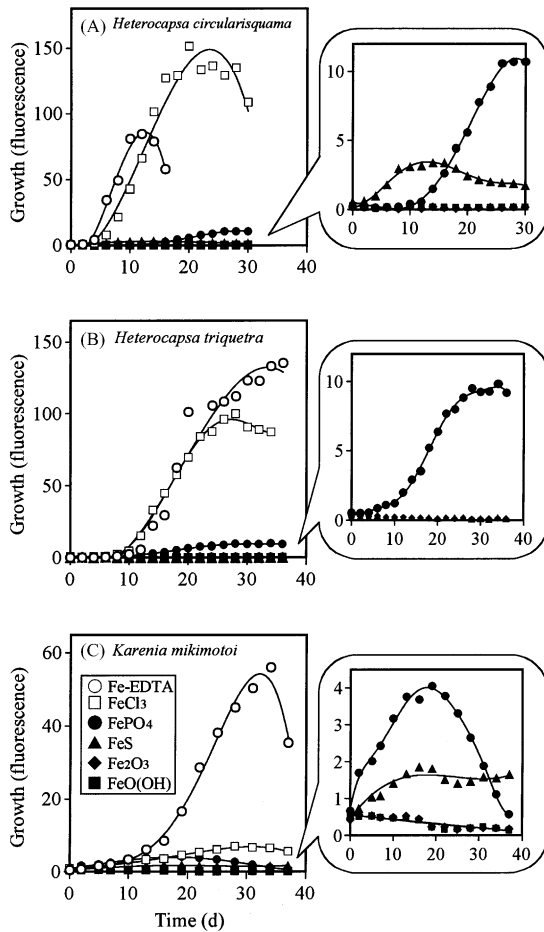 (A) Heterocapsa circularisquama
Growth (fluorescence)
150
100
50
0
0 10 20 30 40
10
5
0
0 10 20 30
(B) Heterocapsa triquetra
Growth (fluorescence)
150
100
50
0
0 10 20 30 40
10
5
0
0 10 20 30 40
(C) Karenia mikimotoi
Growth (fluorescence)
60
40
20
0
Fe-EDTA
FeCl3
FePO4
FeS
Fe2O3
FeO(OH)
0 10 20 30 40
Time (d)
4
3
2
1
0
0 10 20 30 40